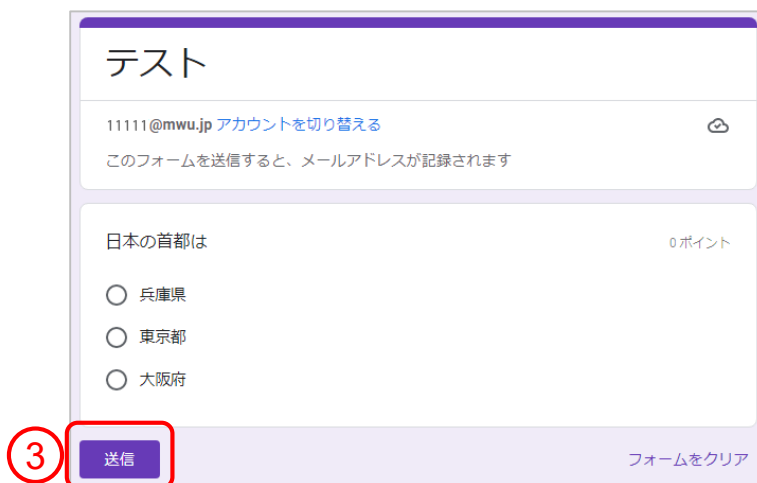 テスト
11111@mwu.jp アカウントを切り替える
このフォームを送信すると、メールアドレスが記録されます
日本の首都は 0 ポイント
兵庫県
東京都
大阪府
③ 送信 フォームをクリア